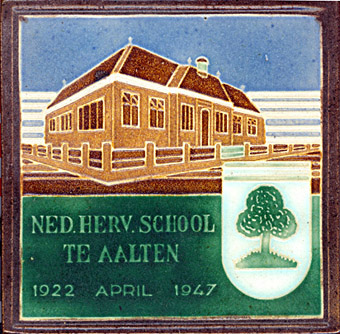 NED. HERV. SCHOOL
TE AALTEN
1922 APRIL 1947